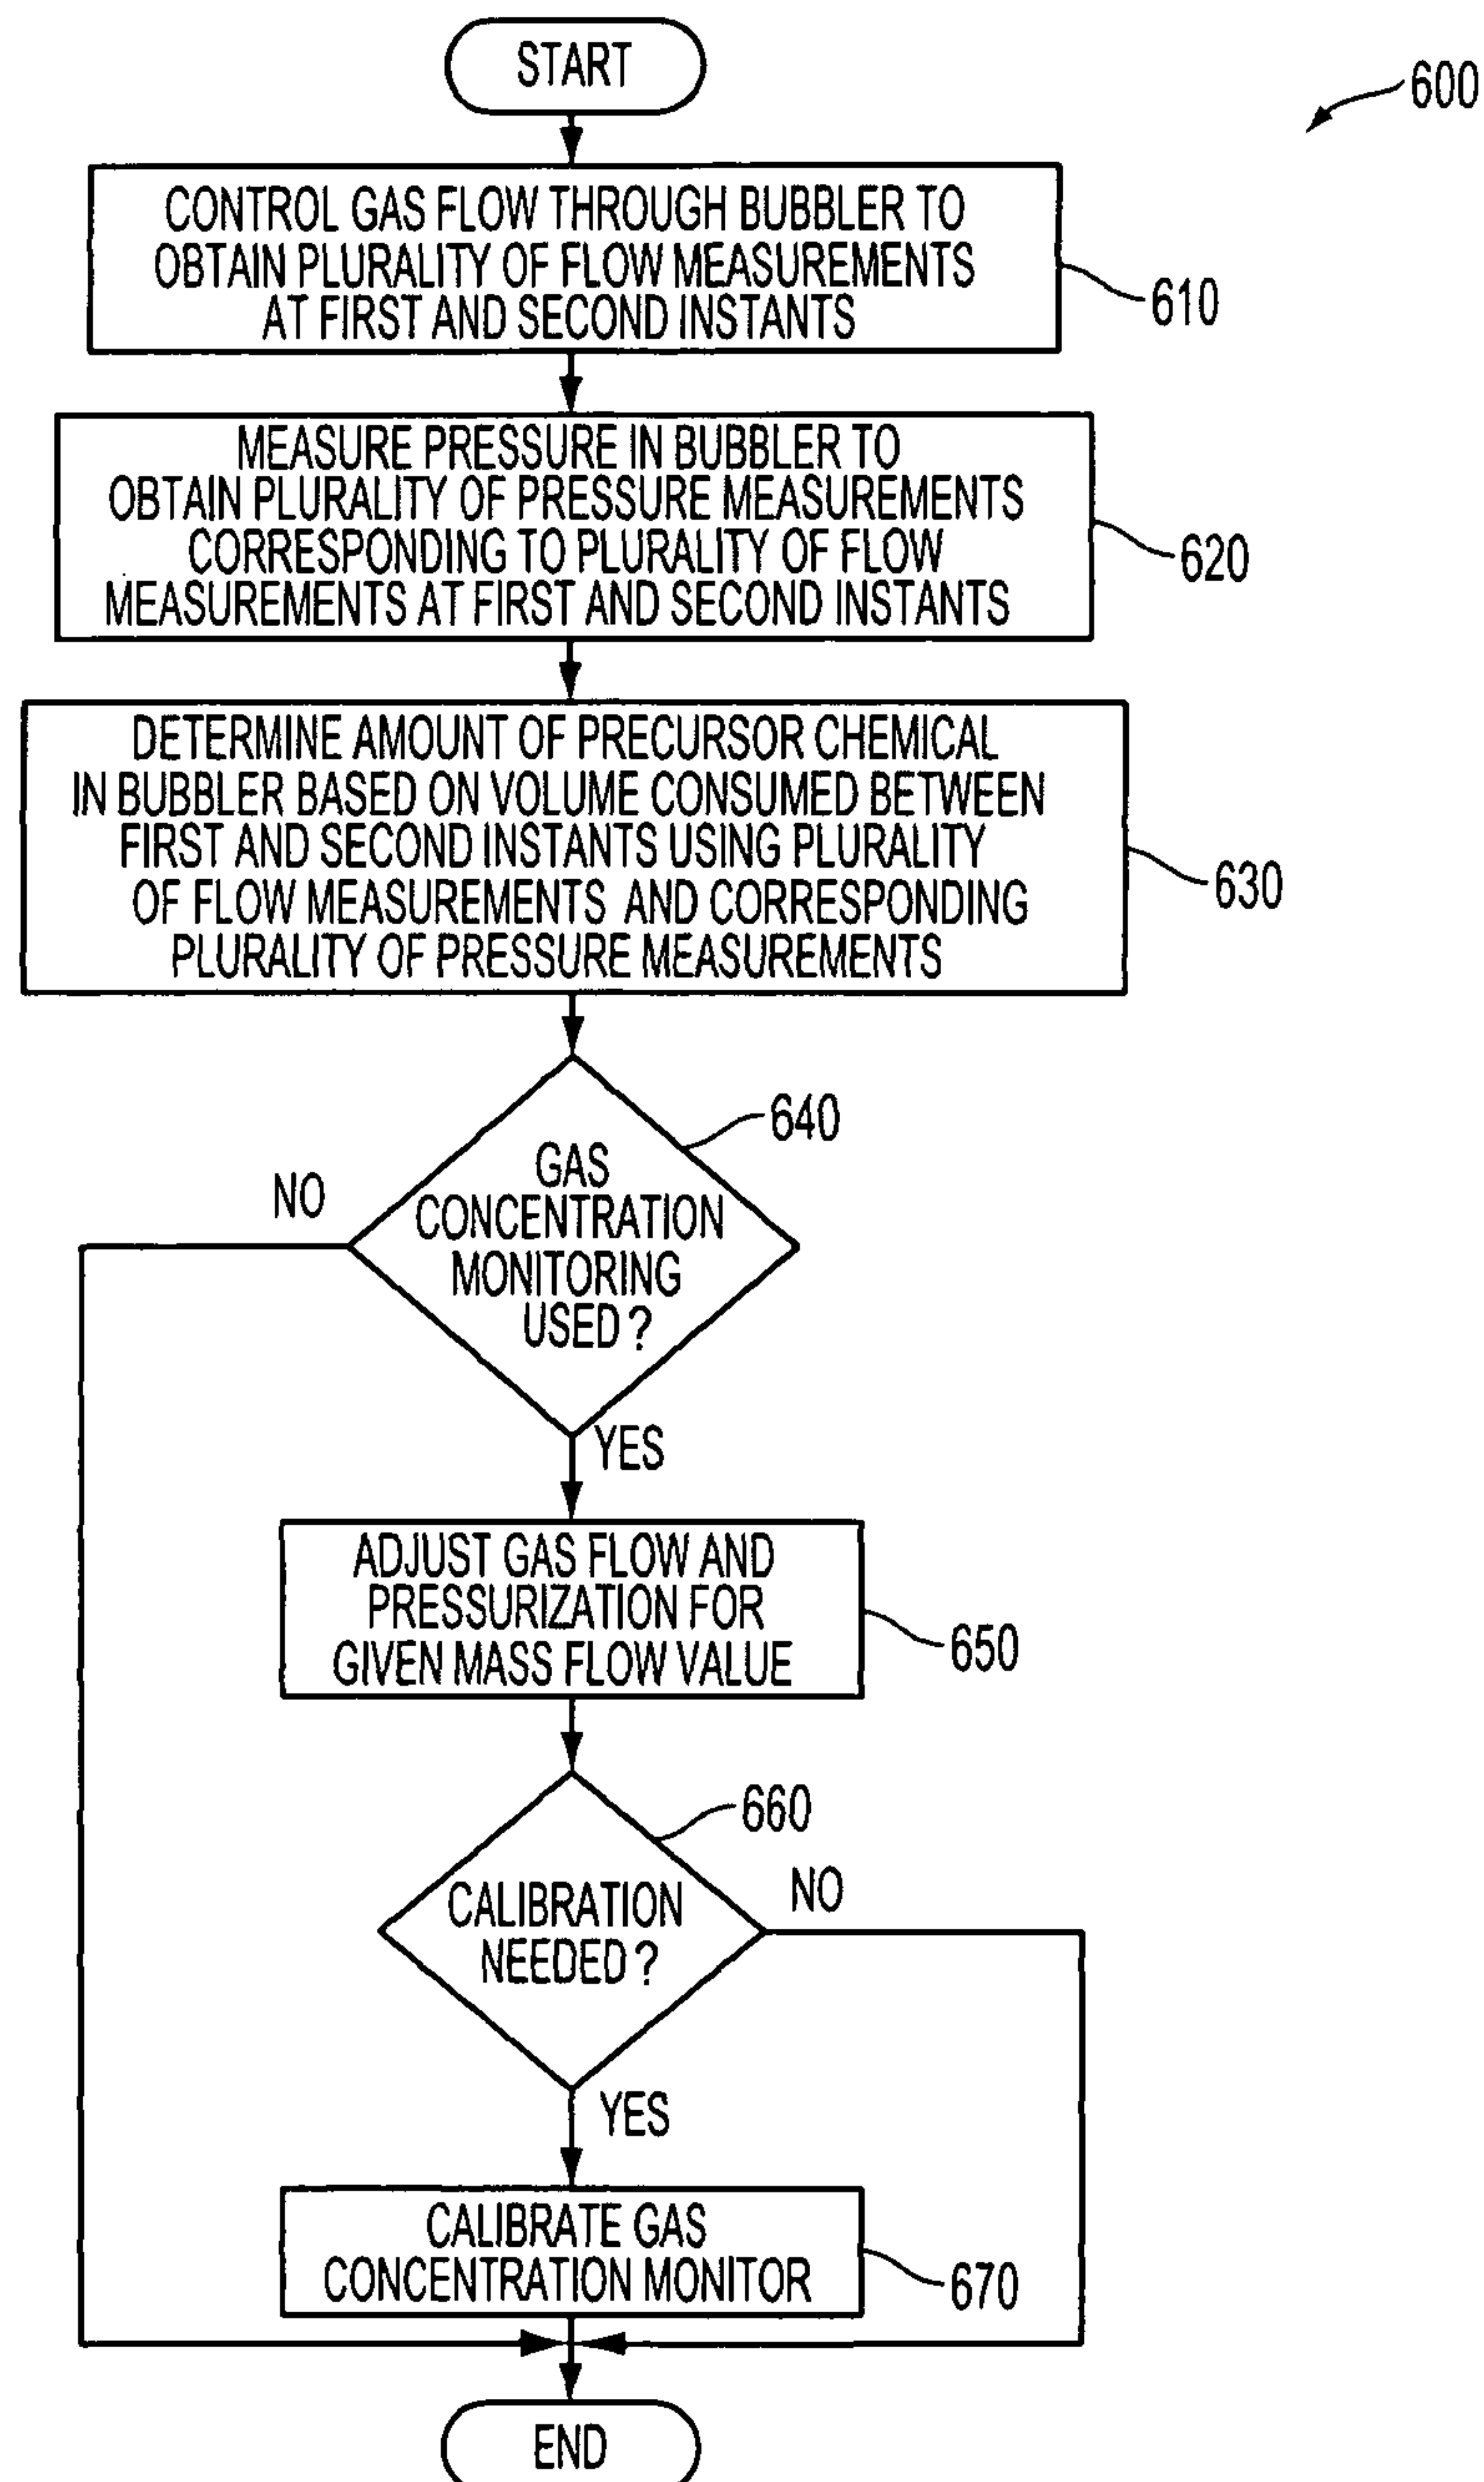 START
600
CONTROL GAS FLOW THROUGH BUBBLER TO
OBTAIN PLURALITY OF FLOW MEASUREMENTS
AT FIRST AND SECOND INSTANTS
610
MEASURE PRESSURE IN BUBBLER TO
OBTAIN PLURALITY OF PRESSURE MEASUREMENTS
CORRESPONDING TO PLURALITY OF FLOW
MEASUREMENTS AT FIRST AND SECOND INSTANTS
620
DETERMINE AMOUNT OF PRECURSOR CHEMICAL
IN BUBBLER BASED ON VOLUME CONSUMED BETWEEN
FIRST AND SECOND INSTANTS USING PLURALITY
OF FLOW MEASUREMENTS AND CORRESPONDING
PLURALITY OF PRESSURE MEASUREMENTS
630
640
GAS
CONCENTRATION
MONITORING
USED?
NO
YES
ADJUST GAS FLOW AND
PRESSURIZATION FOR
GIVEN MASS FLOW VALUE
650
660
CALIBRATION
NEEDED?
NO
YES
CALIBRATE GAS
CONCENTRATION MONITOR
670
END